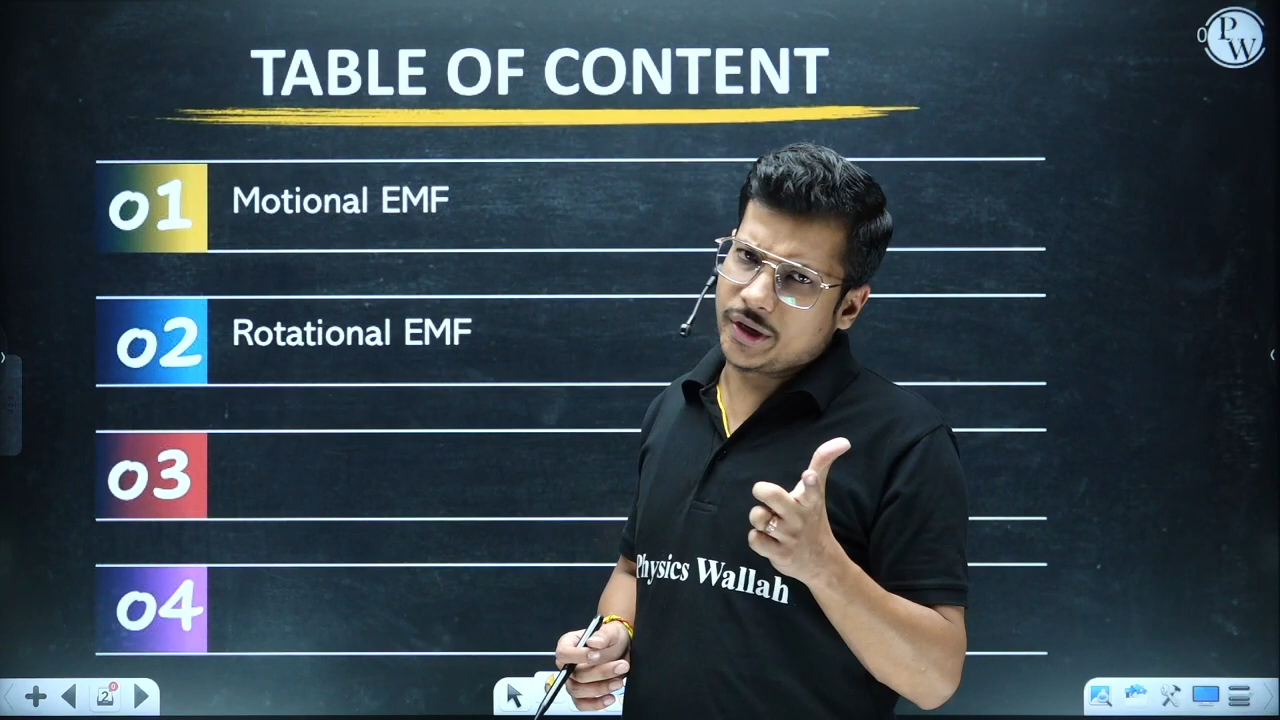 TABLE OF CONTENT
PW
01 Motional EMF
02 Rotational EMF
03
04
Physics Wallah
2